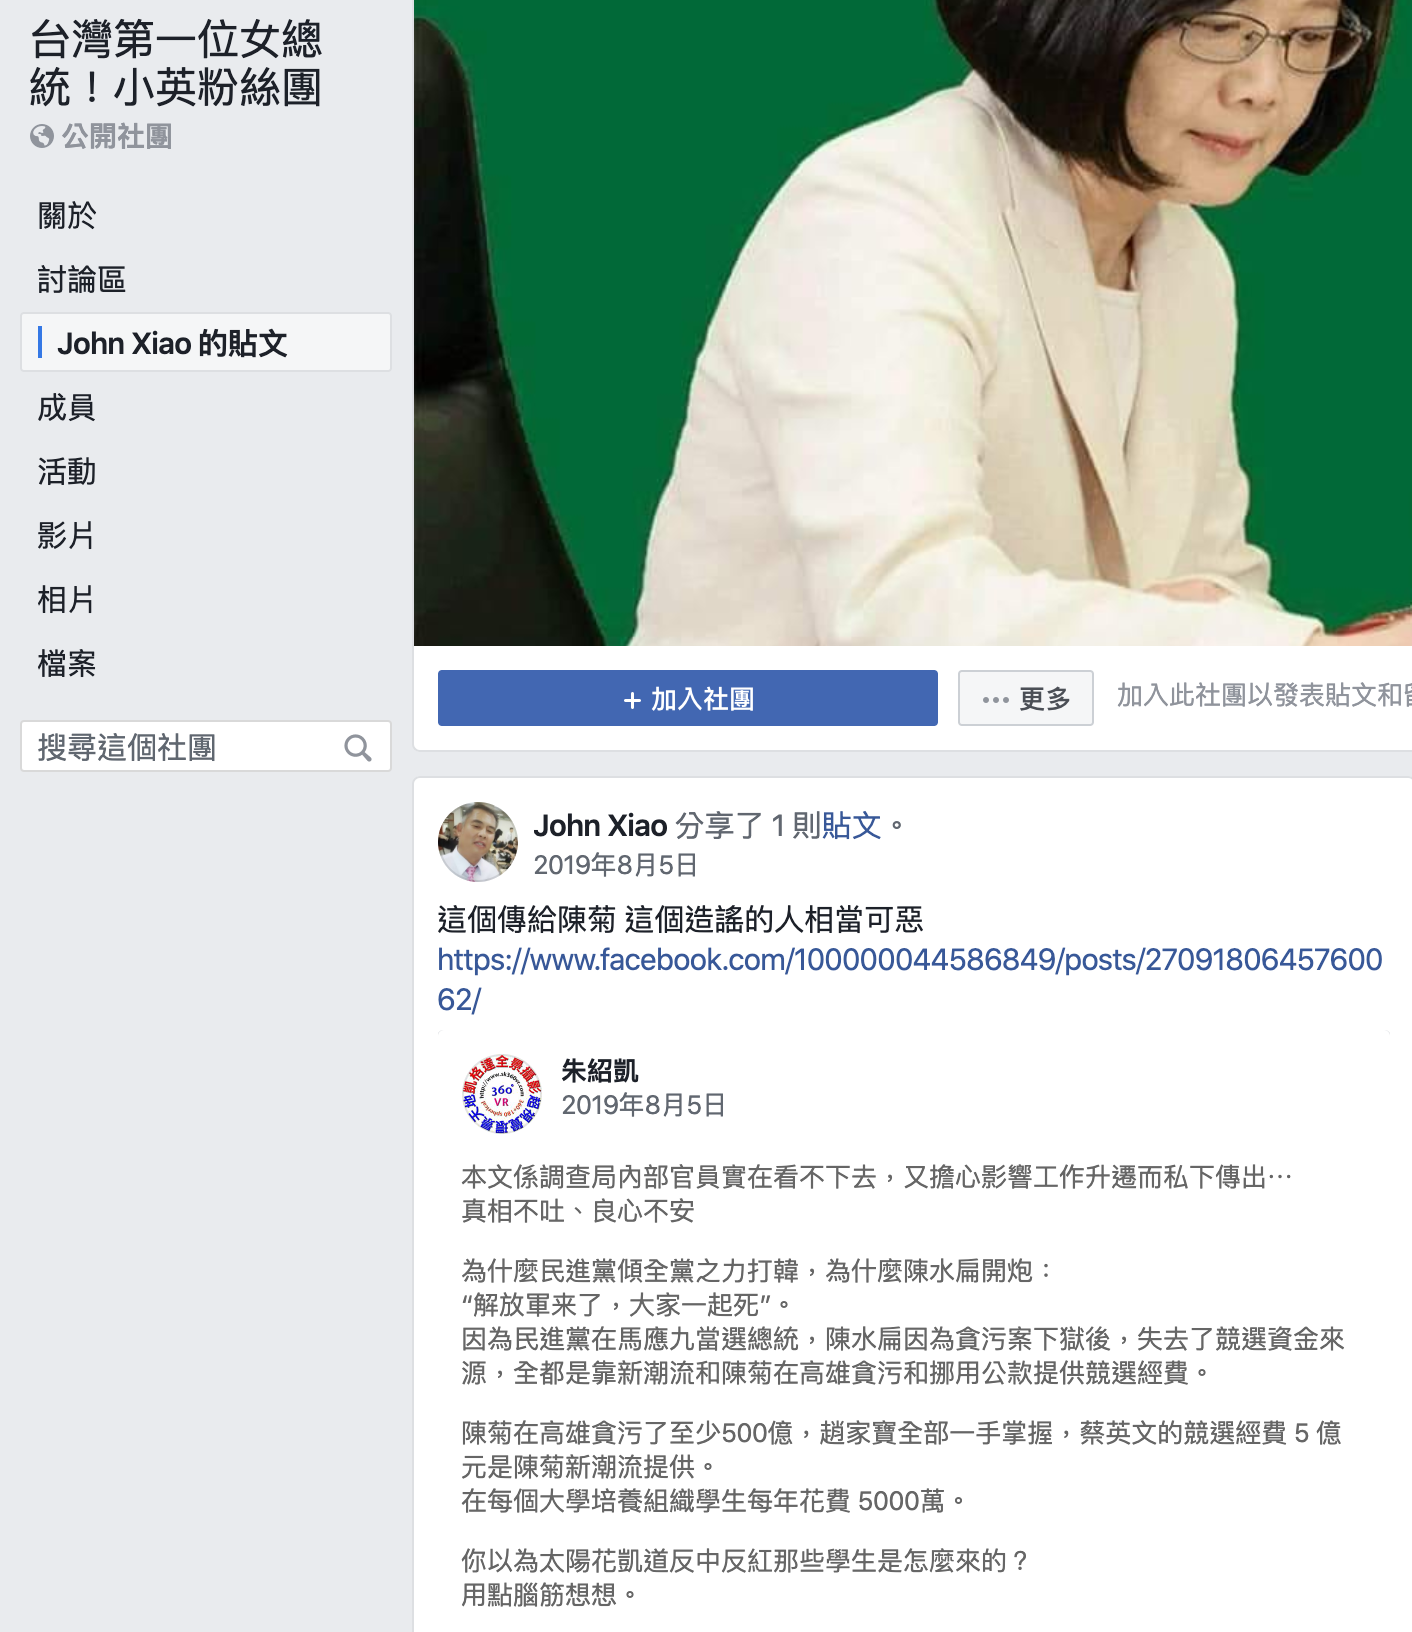 台灣第一位女總
統！小英粉絲團
公開社團
關於
討論區
John Xiao 的貼文
成員
活動
影片
相片
檔案
搜尋這個社團
+ 加入社團
··· 更多
加入此社團以發表貼文和
John Xiao 分享了 1 則貼文。
2019年8月5日
這個傳給陳菊 這個造謠的人相當可惡
https://www.facebook.com/100000044586849/posts/27091806457600
62/
凱格達全景攝影
360°
VR
朱紹凱
2019年8月5日
本文係調查局內部官員實在看不下去，又擔心影響工作升遷而私下傳出⋯
真相不吐、良心不安
為什麼民進黨傾全黨之力打韓，為什麼陳水扁開炮：
“解放軍来了，大家一起死”。
因為民進黨在馬應九當選總統，陳水扁因為貪污案下獄後，失去了競選資金來
源，全都是靠新潮流和陳菊在高雄貪污和挪用公款提供競選經費。
陳菊在高雄貪污了至少500億，趙家寶全部一手掌握，蔡英文的競選經費 5 億
元是陳菊新潮流提供。
在每個大學培養組織學生每年花費 5000萬。
你以為太陽花凱道反中反紅那些學生是怎麼來的？
用點腦筋想想。